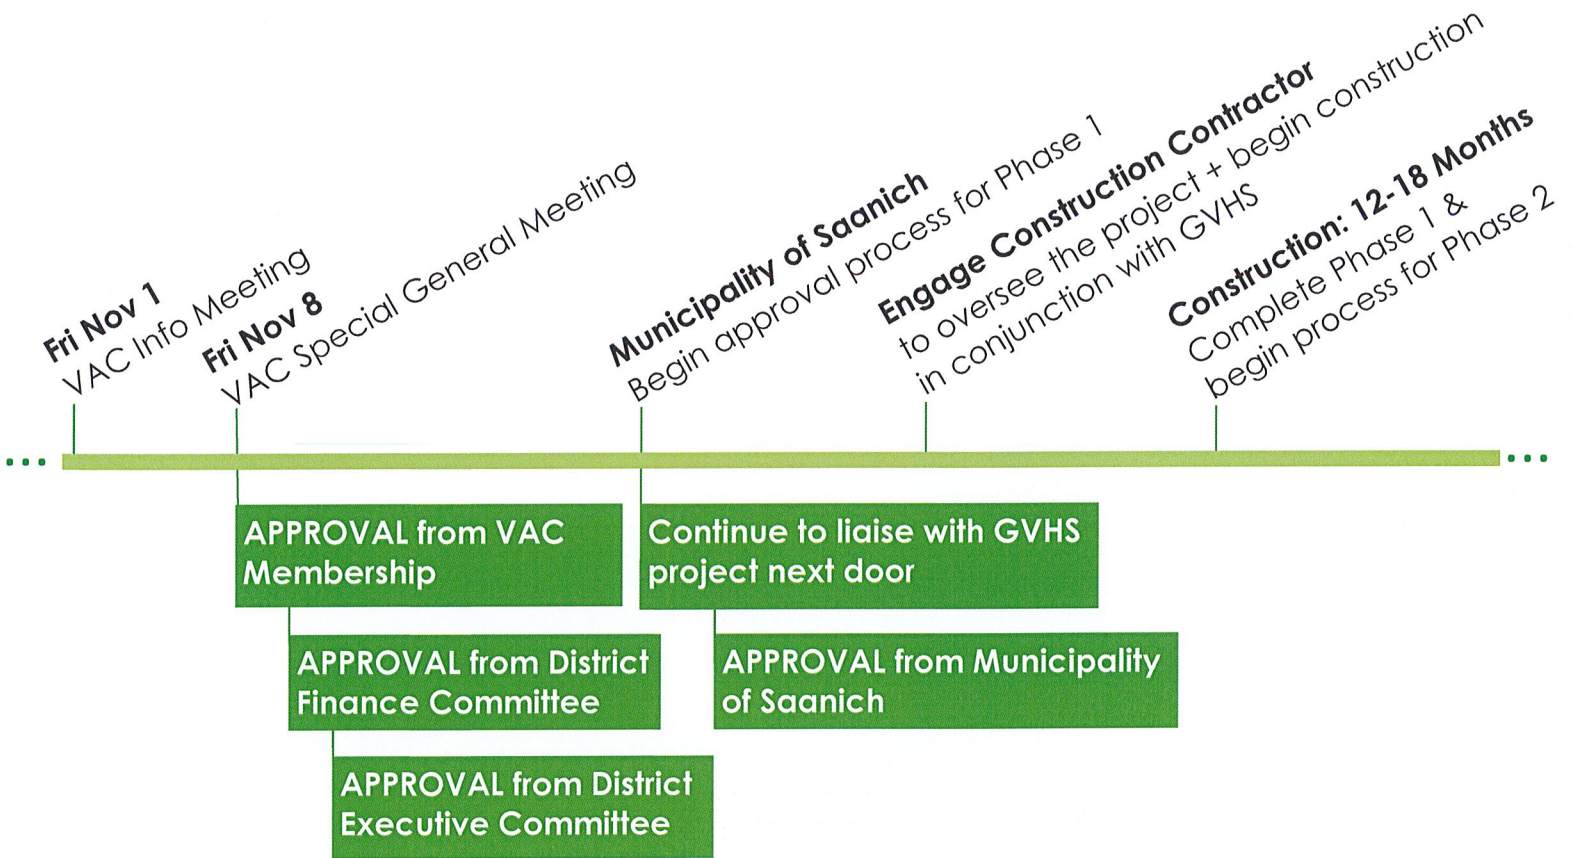 Fri Nov 1
VAC Info Meeting
Fri Nov 8
VAC Special General Meeting
Municipality of Saanich
Begin approval process for Phase 1
Engage Construction Contractor
to oversee the project + begin construction
in conjunction with GVHS
Construction: 12-18 Months
Complete Phase 1 &
begin process for Phase 2
APPROVAL from VAC
Membership
APPROVAL from District
Finance Committee
APPROVAL from District
Executive Committee
Continue to liaise with GVHS
project next door
APPROVAL from Municipality
of Saanich